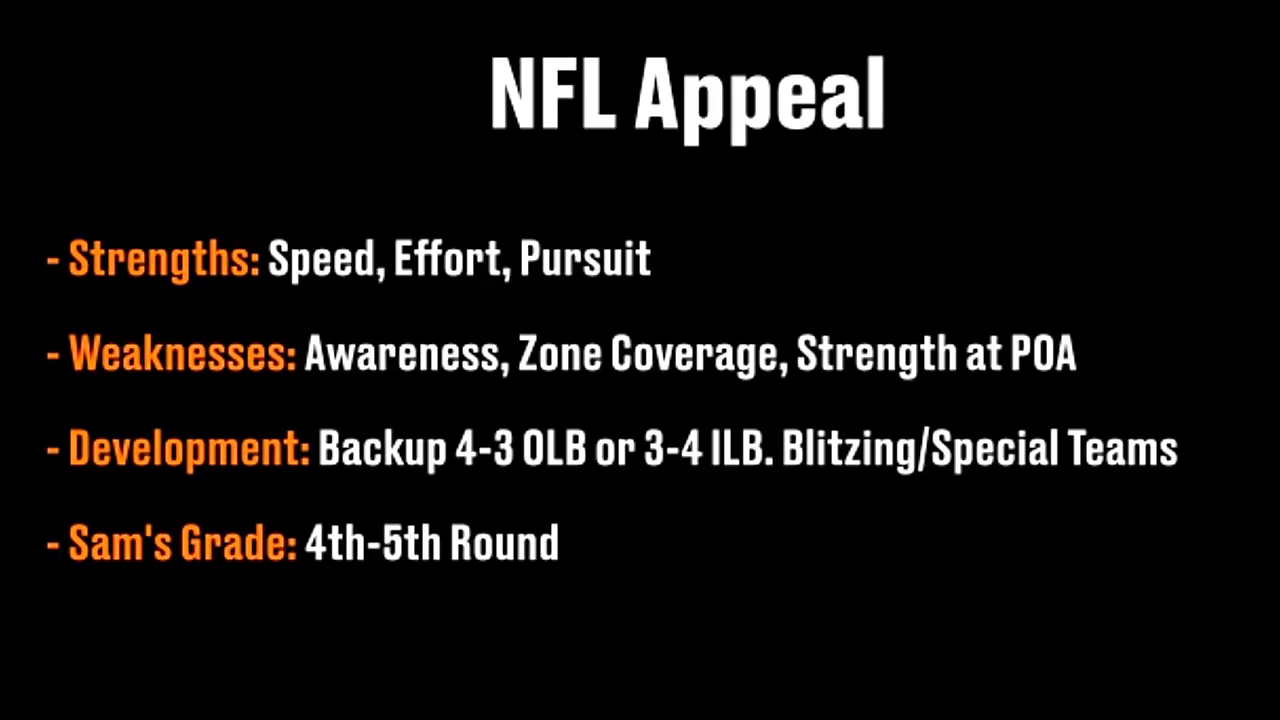 NFL Appeal
- Strengths: Speed, Effort, Pursuit
- Weaknesses: Awareness, Zone Coverage, Strength at POA
- Development: Backup 4-3 OLB or 3-4 ILB. Blitzing/Special Teams
- Sam's Grade: 4th-5th Round